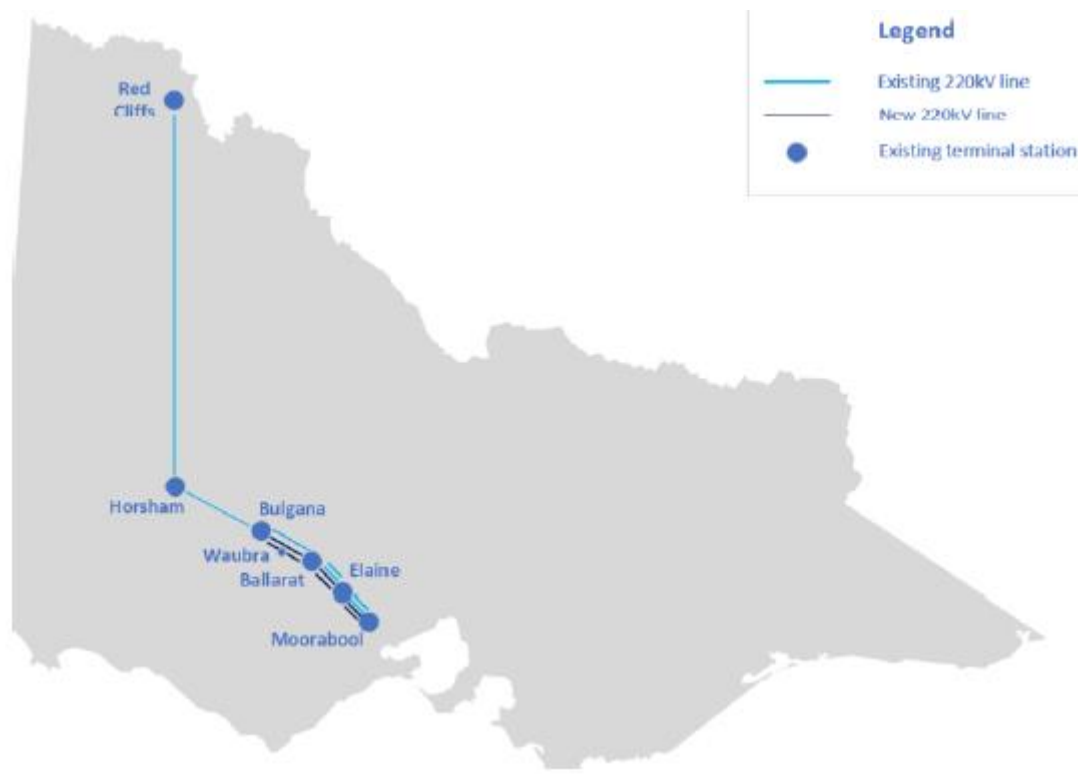 Legend
Existing 220kV line
New 220kV line
Existing terminal station
Red
Cliffs
Horsham
Bulgana
Waubra
Ballarat
Elaine
Moorabool